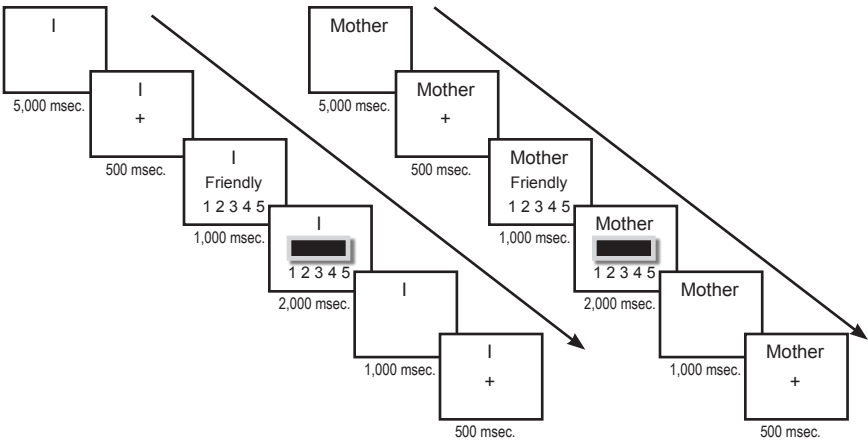 I
5,000 msec.
I
+
500 msec.
I
Friendly
1 2 3 4 5
1,000 msec.
I
1 2 3 4 5
2,000 msec.
I
1,000 msec.
I
+
500 msec.
Mother
5,000 msec.
Mother
+
500 msec.
Mother
Friendly
1 2 3 4 5
1,000 msec.
Mother
1 2 3 4 5
2,000 msec.
Mother
1,000 msec.
Mother
+
500 msec.